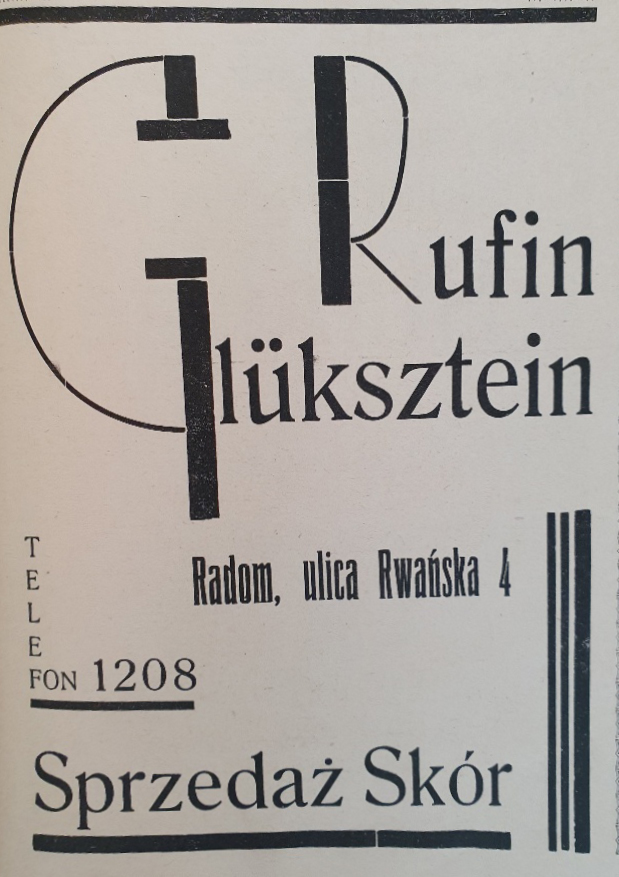 Rufin
Glüksztein
Radom, ulica Rwańska 4
TELEFON 1208
Sprzedaż Skór